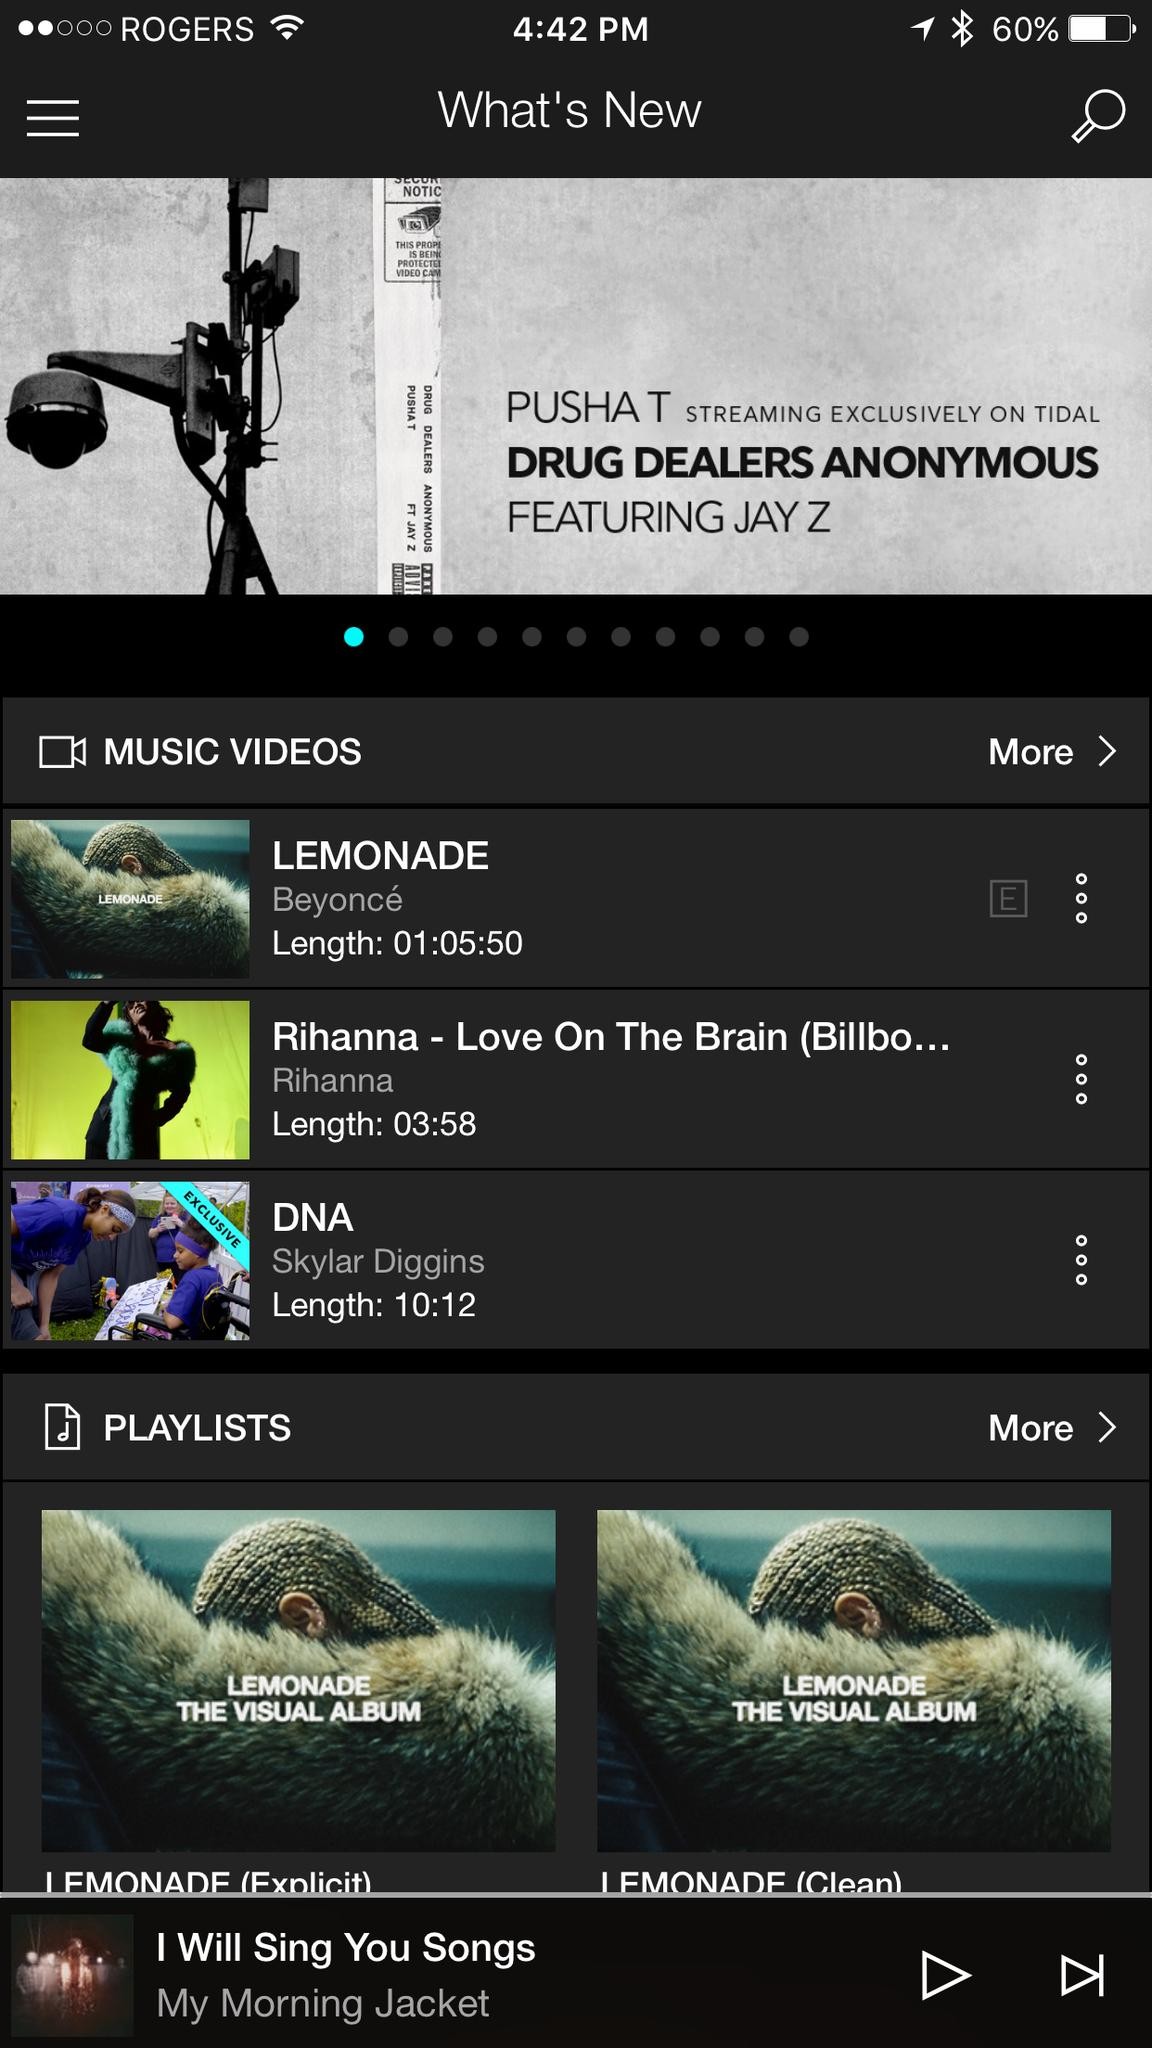 ROGERS 4:42 PM 60%
What's New
SECUR
NOTIC
THIS PROPE
IS BEIN
PROTECTE
VIDEO CAM
DRUG DEALERS ANONYMOUS
PUSHA T FT JAY Z
PUSHA T STREAMING EXCLUSIVELY ON TIDAL
DRUG DEALERS ANONYMOUS
FEATURING JAY Z
MUSIC VIDEOS More
LEMONADE
LEMONADE
Beyoncé
E
Length: 01:05:50
Rihanna - Love On The Brain (Billbo...
Rihanna
Length: 03:58
EXCLUSIVE
DNA
Skylar Diggins
Length: 10:12
PLAYLISTS More
LEMONADE
THE VISUAL ALBUM
LEMONADE
THE VISUAL ALBUM
LEMONADE (Explicit)
LEMONADE (Clean)
I Will Sing You Songs
My Morning Jacket